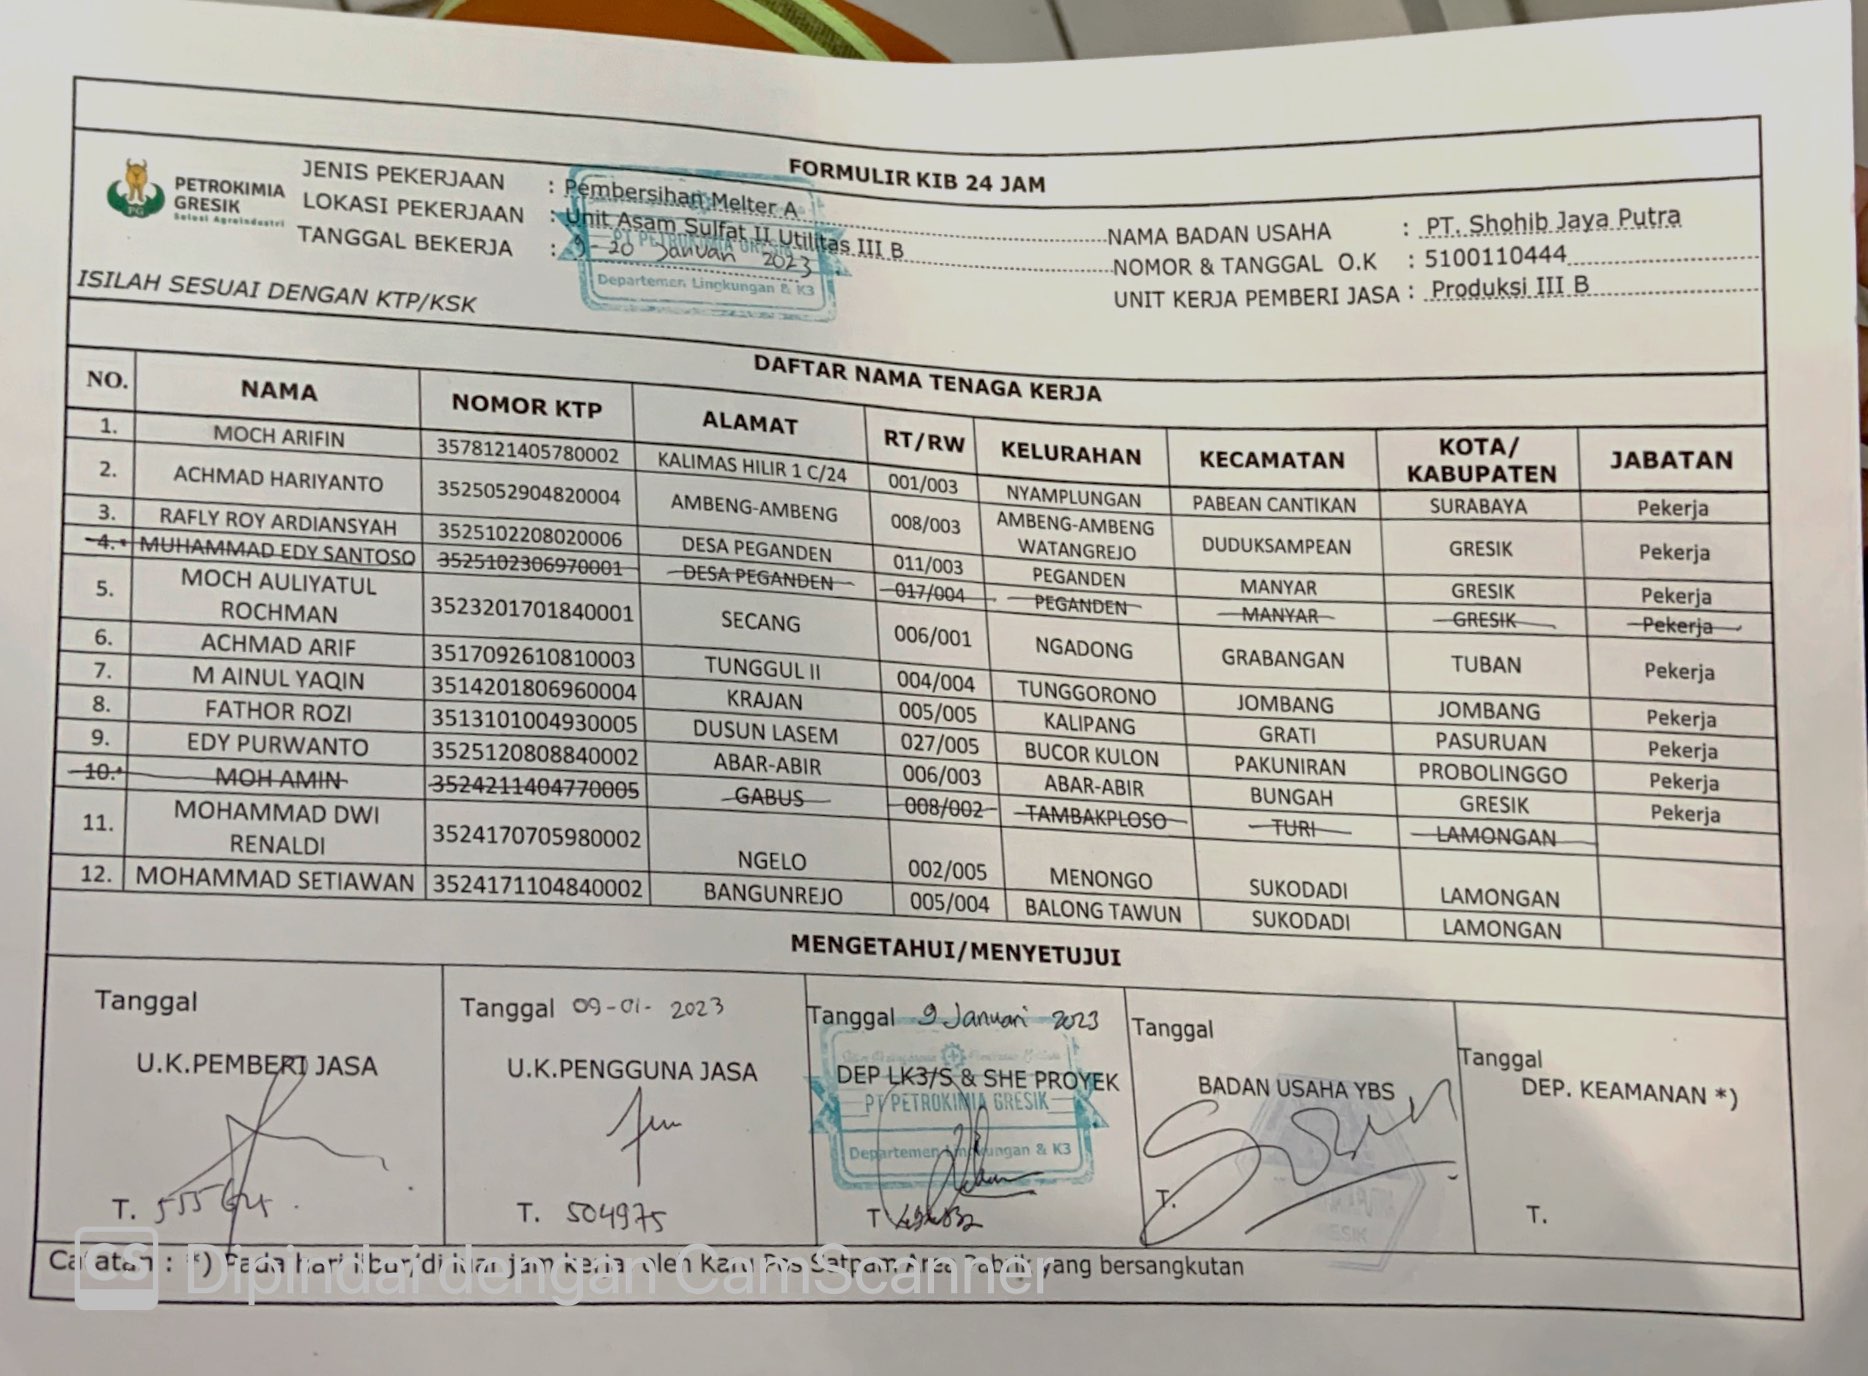 FORMULIR KIB 24 JAM
PETROKIMIA
GRESIK
Solusi Agroindustri
JENIS PEKERJAAN : Pembersihan Melter A
LOKASI PEKERJAAN : Unit Asam Sulfat II Utilitas III B
TANGGAL BEKERJA : 9 - 20 Januari 2023
PT PETROKIMIA GRESIK
Departemen Lingkungan & K3
NAMA BADAN USAHA : PT. Shohib Jaya Putra
NOMOR & TANGGAL O.K : 5100110444
UNIT KERJA PEMBERI JASA : Produksi III B
ISILAH SESUAI DENGAN KTP/KSK
DAFTAR NAMA TENAGA KERJA
NO. NAMA NOMOR KTP ALAMAT RT/RW KELURAHAN KECAMATAN KOTA/ KABUPATEN JABATAN
1. MOCH ARIFIN 3578121405780002 KALIMAS HILIR 1 C/24 001/003 NYAMPLUNGAN PABEAN CANTIKAN SURABAYA Pekerja
2. ACHMAD HARIYANTO 3525052904820004 AMBENG-AMBENG 008/003 AMBENG-AMBENG WATANGREJO DUDUKSAMPEAN GRESIK Pekerja
3. RAFLY ROY ARDIANSYAH 3525102208020006 DESA PEGANDEN 011/003 PEGANDEN MANYAR GRESIK Pekerja
4. MUHAMMAD EDY SANTOSO 3525102306970001 DESA PEGANDEN 017/004 PEGANDEN MANYAR GRESIK Pekerja
5. MOCH AULIYATUL ROCHMAN 3523201701840001 SECANG 006/001 NGADONG GRABANGAN TUBAN Pekerja
6. ACHMAD ARIF 3517092610810003 TUNGGUL II 004/004 TUNGGORONO JOMBANG JOMBANG Pekerja
7. M AINUL YAQIN 3514201806960004 KRAJAN 005/005 KALIPANG GRATI PASURUAN Pekerja
8. FATHOR ROZI 3513101004930005 DUSUN LASEM 027/005 BUCOR KULON PAKUNIRAN PROBOLINGGO Pekerja
9. EDY PURWANTO 3525120808840002 ABAR-ABIR 006/003 ABAR-ABIR BUNGAH GRESIK Pekerja
10. MOH AMIN 3524211404770005 GABUS 008/002 TAMBAKPLOSO TURI LAMONGAN
11. MOHAMMAD DWI RENALDI 3524170705980002 NGELO 002/005 MENONGO SUKODADI LAMONGAN
12. MOHAMMAD SETIAWAN 3524171104840002 BANGUNREJO 005/004 BALONG TAWUN SUKODADI LAMONGAN
MENGETAHUI/MENYETUJUI
Tanggal
U.K.PEMBERI JASA
T.
Tanggal 09-01-2023
U.K.PENGGUNA JASA
T. 504975
Tanggal 9 Januari 2023
DEP LK3/S & SHE PROYEK
PT PETROKIMIA GRESIK
Departemen Lingkungan & K3
T
Tanggal
BADAN USAHA YBS
T.
Tanggal
DEP. KEAMANAN *)
T.
Catatan : *) Pada hari libur/di luar jam kerja oleh Karu Pos Satpam Area Pabrik yang bersangkutan
CS Dipindai dengan CamScanner